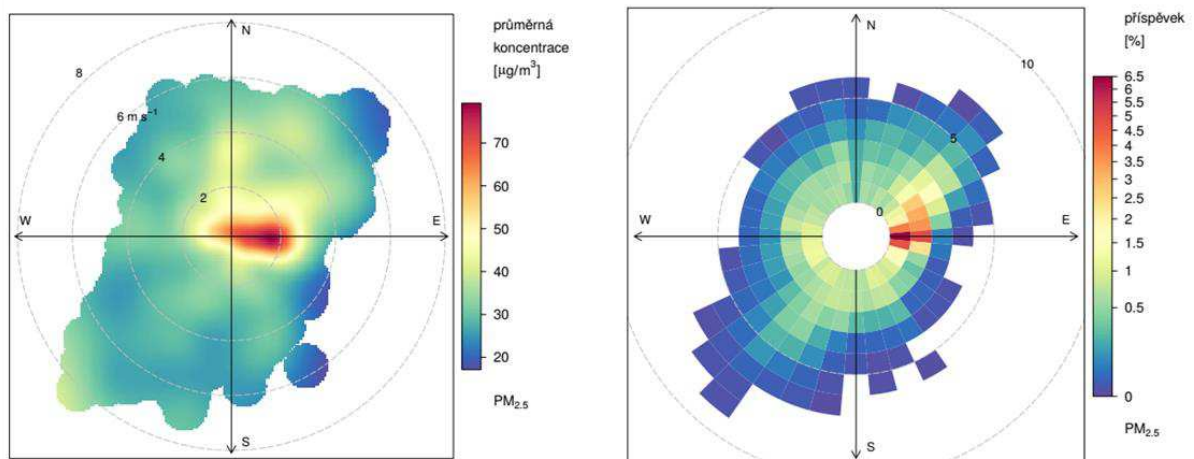 průměrná
koncentrace
[μg/m³]
N
8
6 m s⁻¹
4
2
W
E
S
70
60
50
40
30
20
PM₂.₅
příspěvek
[%]
N
10
5
0
W
E
S
6.5
6
5.5
5
4.5
4
3.5
3
2.5
2
1.5
1
0.5
0
PM₂.₅